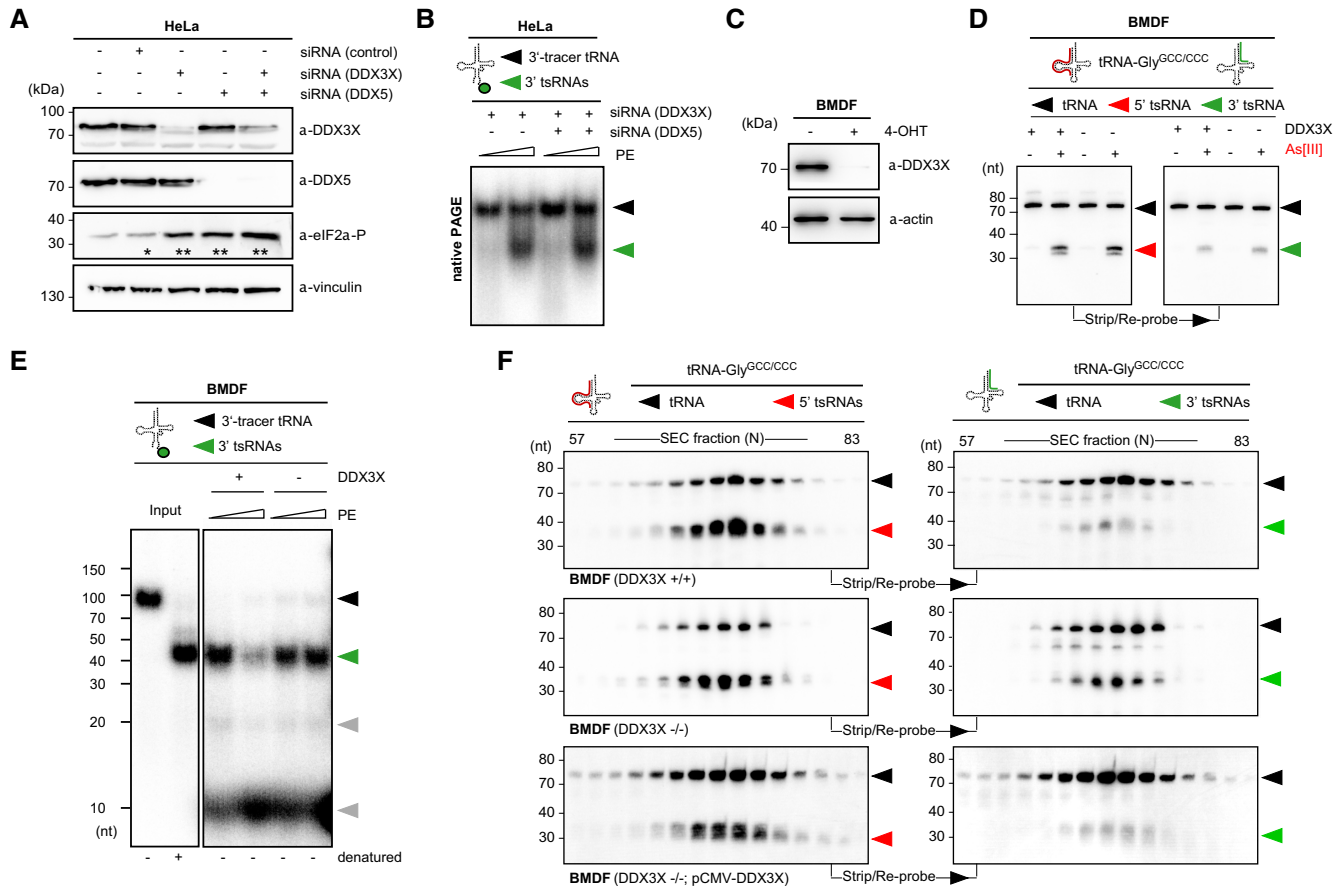 A
HeLa
- + - - - siRNA (control)
- - + - + siRNA (DDX3X)
- - - + + siRNA (DDX5)
(kDa)
100
70
a-DDX3X
70
a-DDX5
40
30
a-eIF2a-P
* ** ** **
130
a-vinculin
B
HeLa
3'-tracer tRNA
3' tsRNAs
+ + + + siRNA (DDX3X)
- - + + siRNA (DDX5)
PE
native PAGE
C
BMDF
(kDa)
- + 4-OHT
70
a-DDX3X
40
a-actin
D
BMDF
tRNA-Gly^GCC/CCC
tRNA 5' tsRNA 3' tsRNA
+ + - - + + - - DDX3X
- + - + - + - + As[III]
(nt)
80
70
40
30
Strip/Re-probe
E
BMDF
3'-tracer tRNA
3' tsRNAs
+ - DDX3X
Input
PE
150
100
70
50
40
30
20
10
(nt)
- + - - - - denatured
F
tRNA-Gly^GCC/CCC
tRNA 5' tsRNAs
57 SEC fraction (N) 83
(nt)
80
70
40
30
BMDF (DDX3X +/+)
Strip/Re-probe
80
70
40
30
BMDF (DDX3X -/-)
Strip/Re-probe
80
70
40
30
BMDF (DDX3X -/-; pCMV-DDX3X)
Strip/Re-probe
tRNA-Gly^GCC/CCC
tRNA 3' tsRNAs
57 SEC fraction (N) 83
(nt)
80
70
40
30
80
70
40
30
80
70
40
30